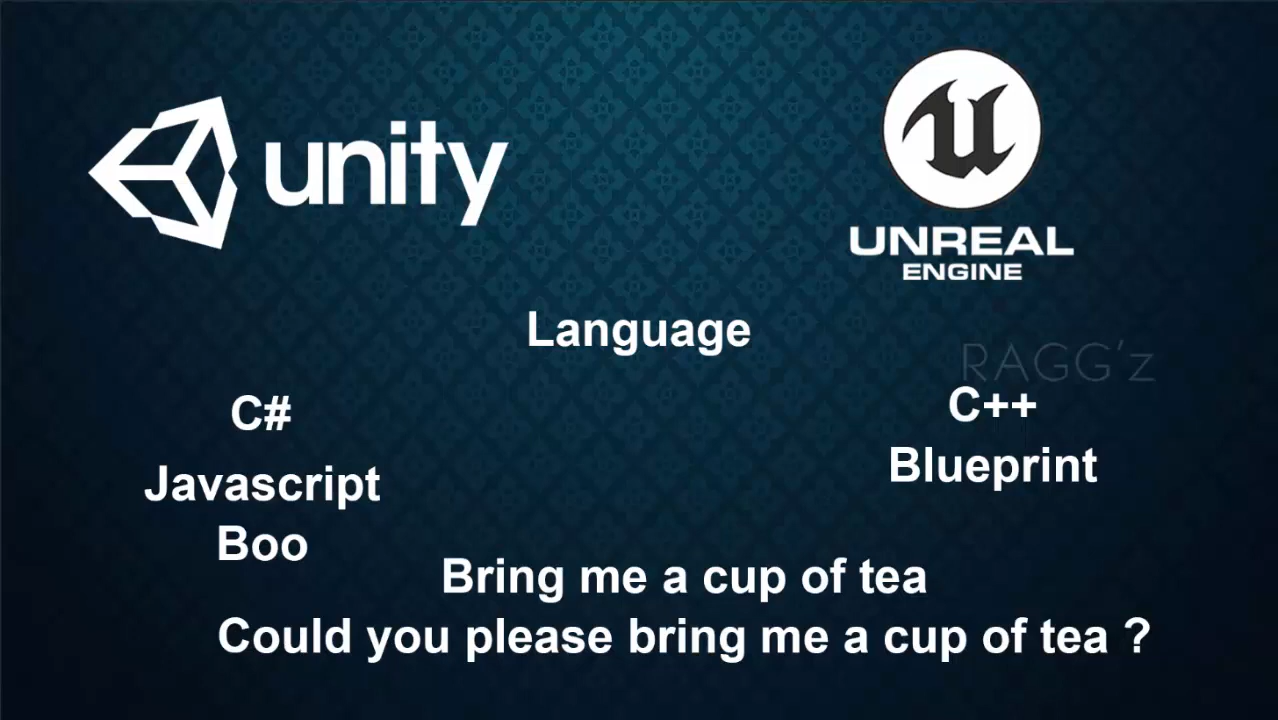 unity
UNREAL
ENGINE
Language
RAGG'z
C#
C++
Javascript
Blueprint
Boo
Bring me a cup of tea
Could you please bring me a cup of tea ?